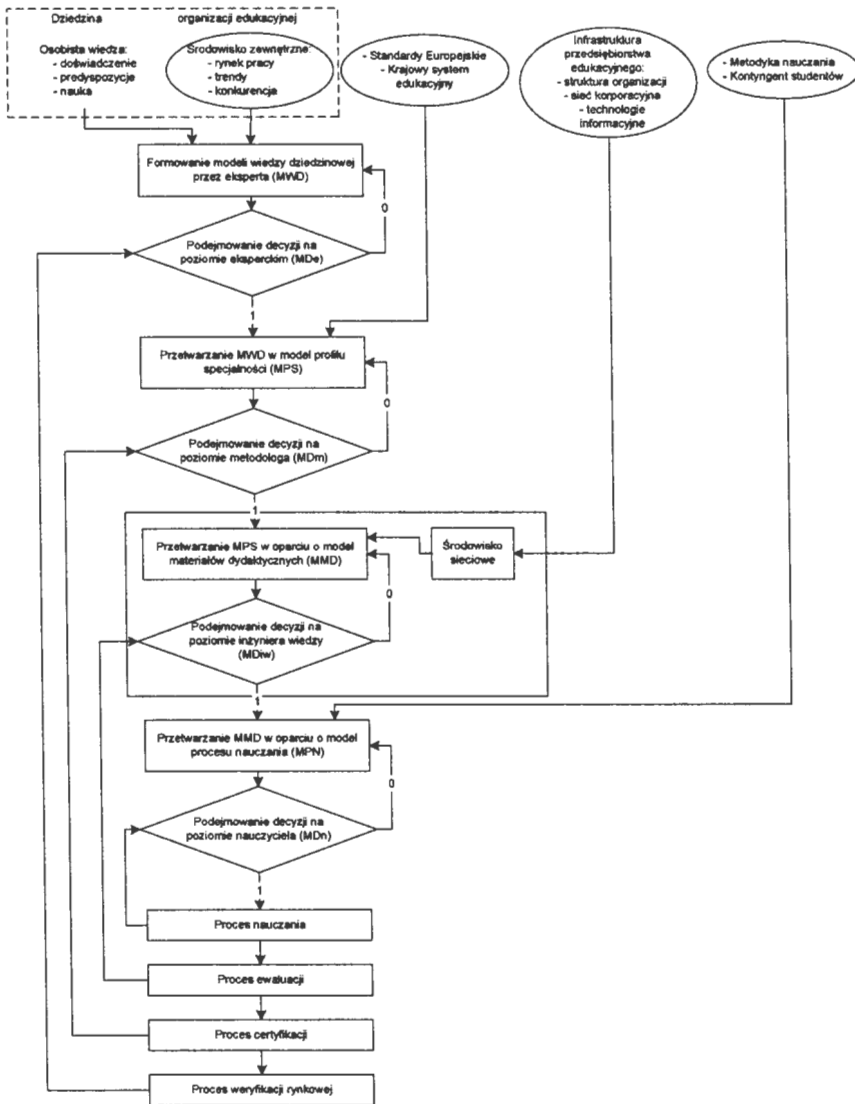 Dziedzina organizacji edukacyjnej
Osobista wiedza:
- doświadczenie
- predyspozycje
- nauka
Środowisko zewnętrzne:
- rynek pracy
- trendy
- konkurencja
- Standardy Europejskie
- Krajowy system
edukacyjny
Infrastruktura
przedsiębiorstwa
edukacyjnego:
- struktura organizacji
- sieć korporacyjna
- technologie
informacyjne
- Metodyka nauczania
- Kontyngent studentów
Formowanie modeli wiedzy dziedzinowej
przez eksperta (MWD)
0
Podejmowanie decyzji na
poziomie eksperckim (MDe)
1
Przetwarzanie MWD w model profilu
specjalności (MPS)
0
Podejmowanie decyzji na
poziomie metodologa (MDm)
1
Przetwarzanie MPS w oparciu o model
materiałów dydaktycznych (MMD)
Środowisko
sieciowe
0
Podejmowanie decyzji na
poziomie inżyniera wiedzy
(MDiw)
1
Przetwarzanie MMD w oparciu o model
procesu nauczania (MPN)
0
Podejmowanie decyzji na
poziomie nauczyciela (MDn)
1
Proces nauczania
Proces ewaluacji
Proces certyfikacji
Proces weryfikacji rynkowej